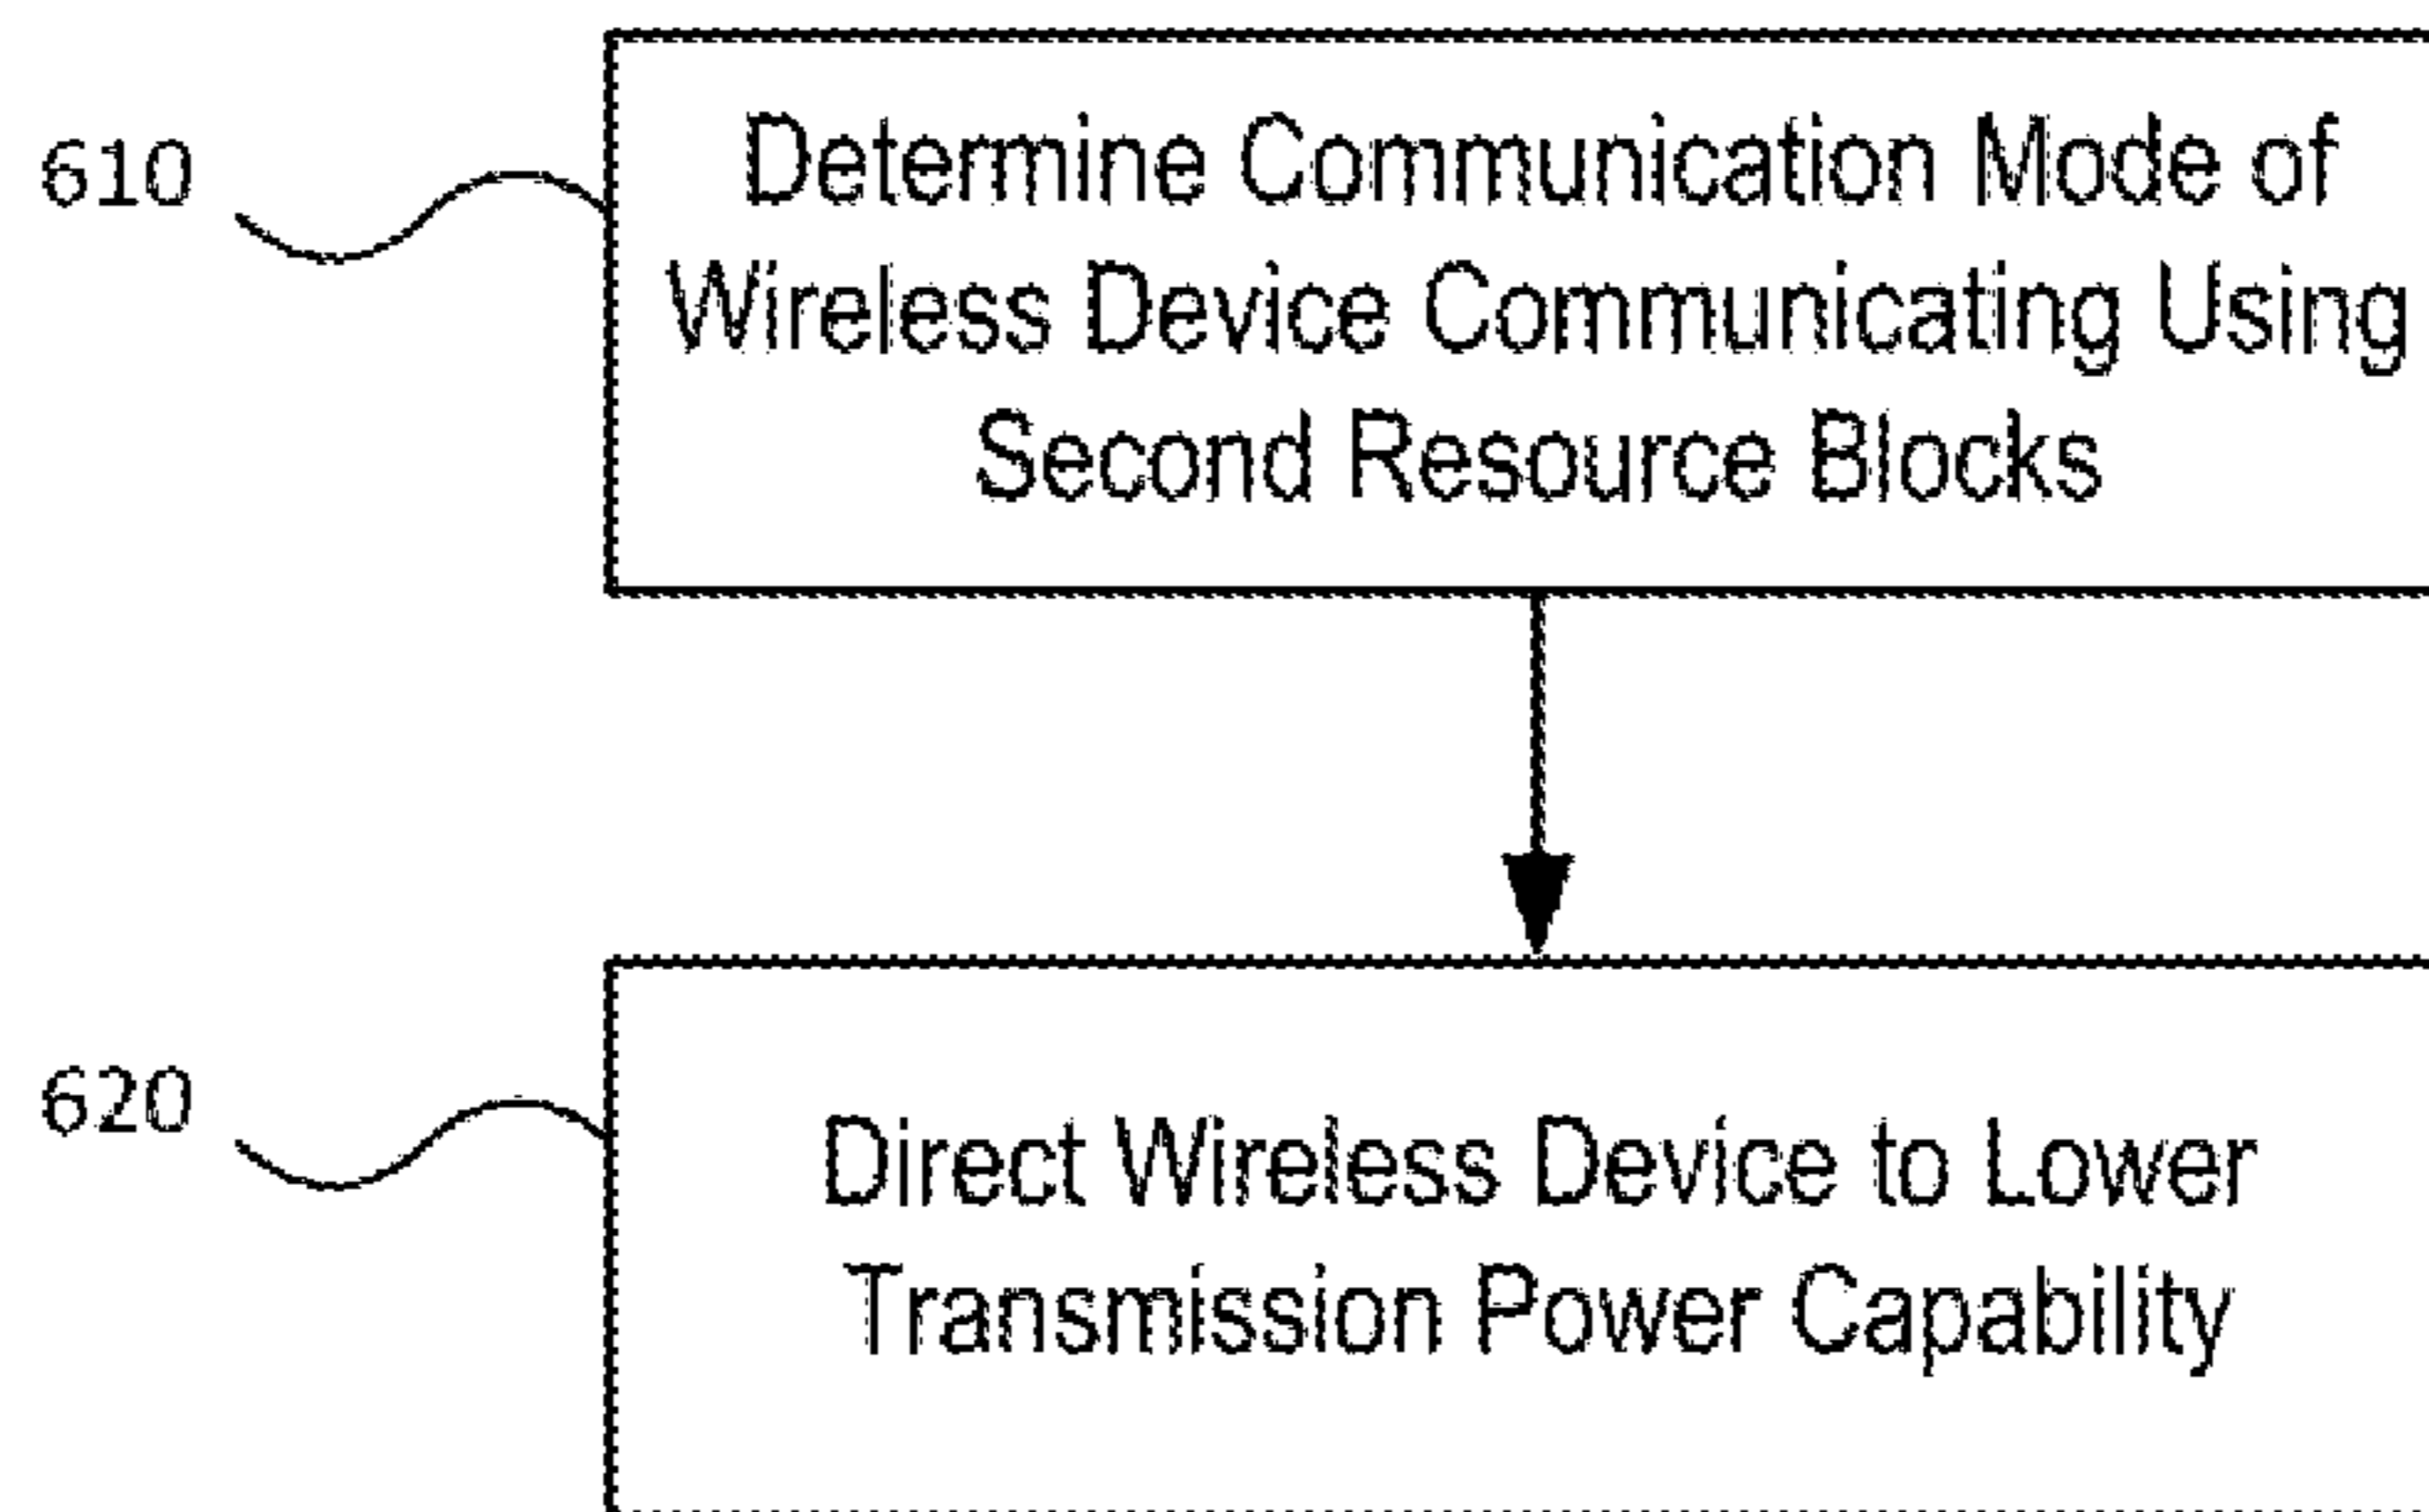 610
Determine Communication Mode of
Wireless Device Communicating Using
Second Resource Blocks
620
Direct Wireless Device to Lower
Transmission Power Capability